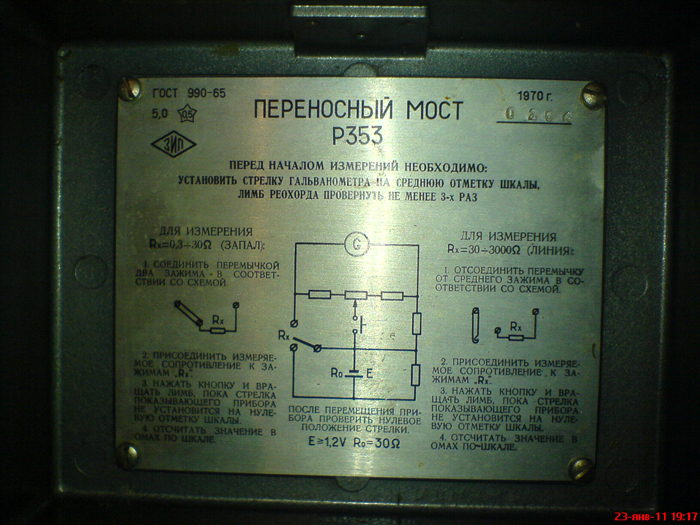 ГОСТ 990-65
5,0 0,5
ЗИП
1970 г.
ПЕРЕНОСНЫЙ МОСТ
Р353
ПЕРЕД НАЧАЛОМ ИЗМЕРЕНИЙ НЕОБХОДИМО:
УСТАНОВИТЬ СТРЕЛКУ ГАЛЬВАНОМЕТРА НА СРЕДНЮЮ ОТМЕТКУ ШКАЛЫ,
ЛИМБ РЕОХОРДА ПРОВЕРНУТЬ НЕ МЕНЕЕ 3-х РАЗ
ДЛЯ ИЗМЕРЕНИЯ
Rx=0,3÷30Ω (ЗАПАЛ):
1. СОЕДИНИТЬ ПЕРЕМЫЧКОЙ
ДВА ЗАЖИМА - В СООТВЕТ-
СТВИИ СО СХЕМОЙ.
Rx
2. ПРИСОЕДИНИТЬ ИЗМЕРЯЕ-
МОЕ СОПРОТИВЛЕНИЕ К ЗА-
ЖИМАМ „Rx".
3. НАЖАТЬ КНОПКУ И ВРА-
ЩАТЬ ЛИМБ, ПОКА СТРЕЛКА
ПОКАЗЫВАЮЩЕГО ПРИБОРА
НЕ УСТАНОВИТСЯ НА НУЛЕ-
ВУЮ ОТМЕТКУ ШКАЛЫ.
4. ОТСЧИТАТЬ ЗНАЧЕНИЕ В
ОМАХ ПО ШКАЛЕ.
G
Rx
R₀ E
ПОСЛЕ ПЕРЕМЕЩЕНИЯ ПРИ-
БОРА ПРОВЕРИТЬ НУЛЕВОЕ
ПОЛОЖЕНИЕ СТРЕЛКИ.
E≥1,2V R₀=30Ω
ДЛЯ ИЗМЕРЕНИЯ
Rx=30÷3000Ω (ЛИНИЯ):
1. ОТСОЕДИНИТЬ ПЕРЕМЫЧКУ
ОТ СРЕДНЕГО ЗАЖИМА В СО-
ОТВЕТСТВИИ СО СХЕМОЙ.
Rx
2. ПРИСОЕДИНИТЬ ИЗМЕРЯЕ-
МОЕ СОПРОТИВЛЕНИЕ К ЗА-
ЖИМАМ „Rx".
3. НАЖАТЬ КНОПКУ И ВРА-
ЩАТЬ ЛИМБ, ПОКА СТРЕЛКА
ПОКАЗЫВАЮЩЕГО ПРИБОРА
НЕ УСТАНОВИТСЯ НА НУЛЕ-
ВУЮ ОТМЕТКУ ШКАЛЫ.
4. ОТСЧИТАТЬ ЗНАЧЕНИЕ В
ОМАХ ПО ШКАЛЕ.
23-янв-11 19:17